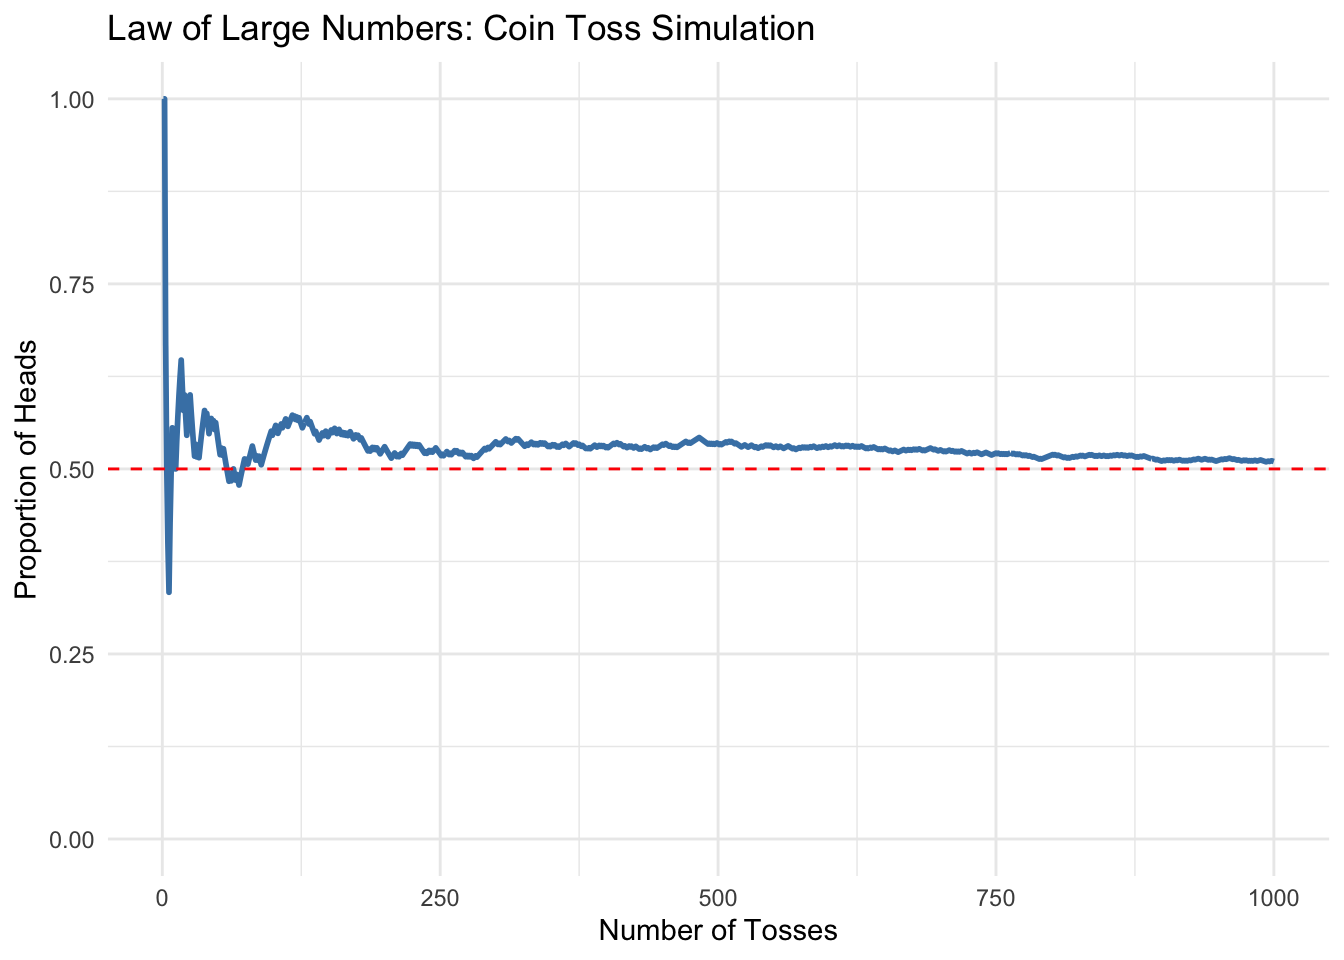 Law of Large Numbers: Coin Toss Simulation
1.00
0.75
0.50
0.25
0.00
Proportion of Heads
0 250 500 750 1000
Number of Tosses